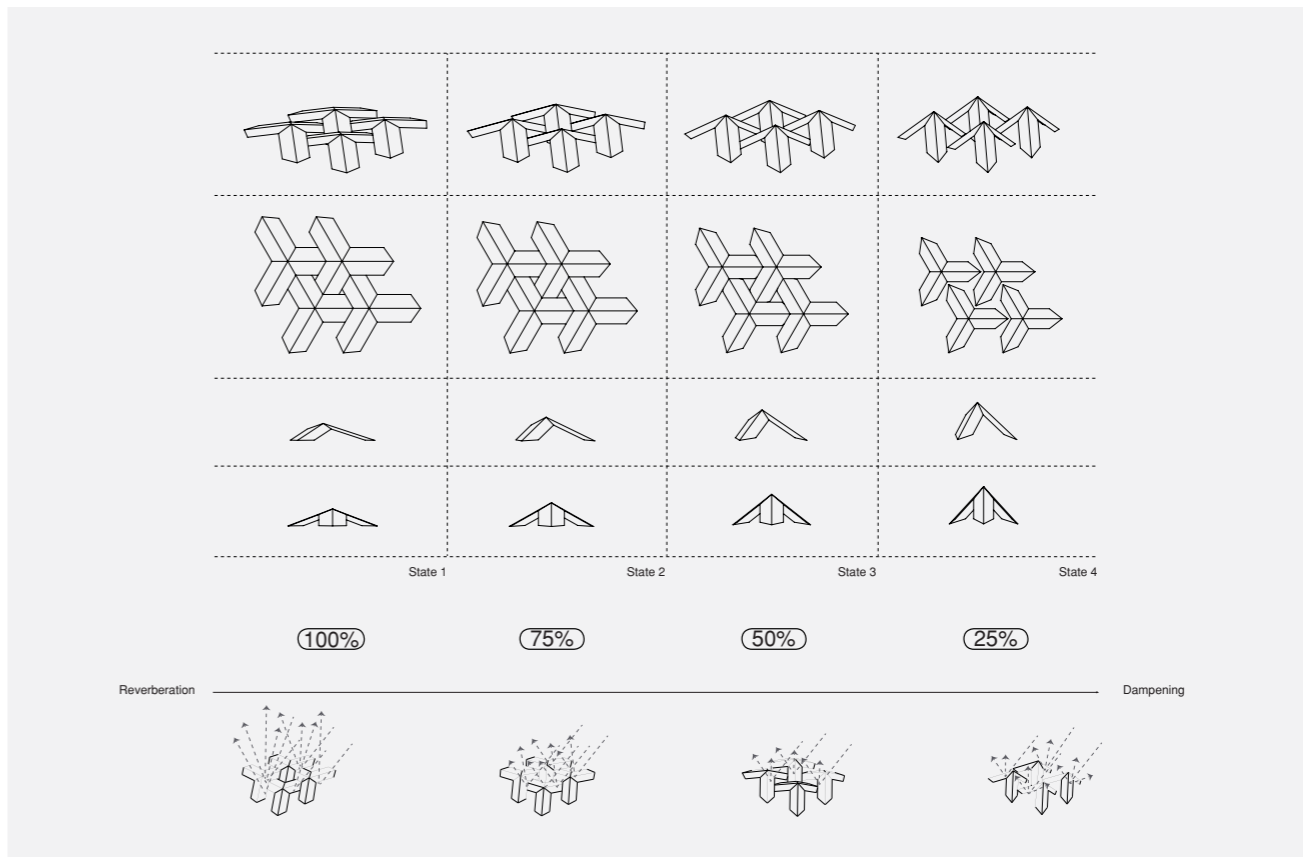 State 1
State 2
State 3
State 4
100%
75%
50%
25%
Reverberation
Dampening